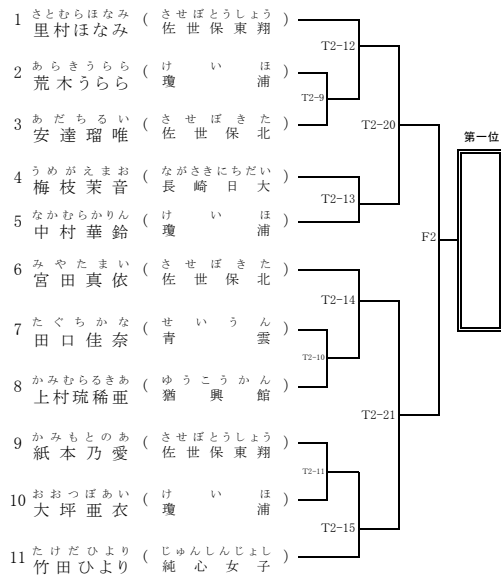 さとむらほなみ させぼとうしょう
1 里村ほなみ ( 佐世保東翔 )
T2-12
あらきうらら けいほ
2 荒木うらら ( 瓊浦 )
T2-9
あだちるい させぼきた
3 安達瑠唯 ( 佐世保北 )
T2-20
第一位
うめがえまお ながさきにちだい
4 梅枝茉音 ( 長崎日大 )
T2-13
なかむらかりん けいほ
5 中村華鈴 ( 瓊浦 )
F2
みやたまい させぼきた
6 宮田真依 ( 佐世保北 )
T2-14
たぐちかな せいうん
7 田口佳奈 ( 青雲 )
T2-10
かみむらるきあ ゆうこうかん
8 上村琉稀亜 ( 猶興館 )
T2-21
かみもとのあ させぼとうしょう
9 紙本乃愛 ( 佐世保東翔 )
T2-11
おおつぼあい けいほ
10 大坪亜衣 ( 瓊浦 )
T2-15
たけだひより じゅんしんじょし
11 竹田ひより ( 純心女子 )